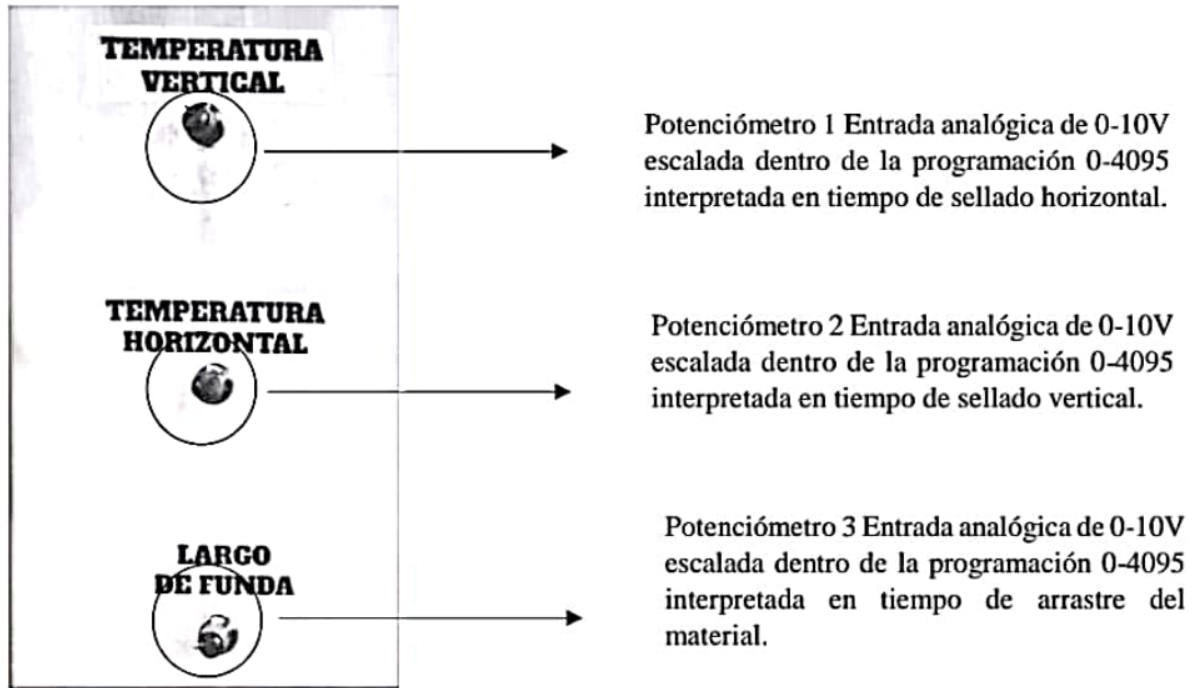 TEMPERATURA
VERTICAL
Potenciómetro 1 Entrada analógica de 0-10V
escalada dentro de la programación 0-4095
interpretada en tiempo de sellado horizontal.
TEMPERATURA
HORIZONTAL
Potenciómetro 2 Entrada analógica de 0-10V
escalada dentro de la programación 0-4095
interpretada en tiempo de sellado vertical.
LARGO
DE FUNDA
Potenciómetro 3 Entrada analógica de 0-10V
escalada dentro de la programación 0-4095
interpretada en tiempo de arrastre del
material.